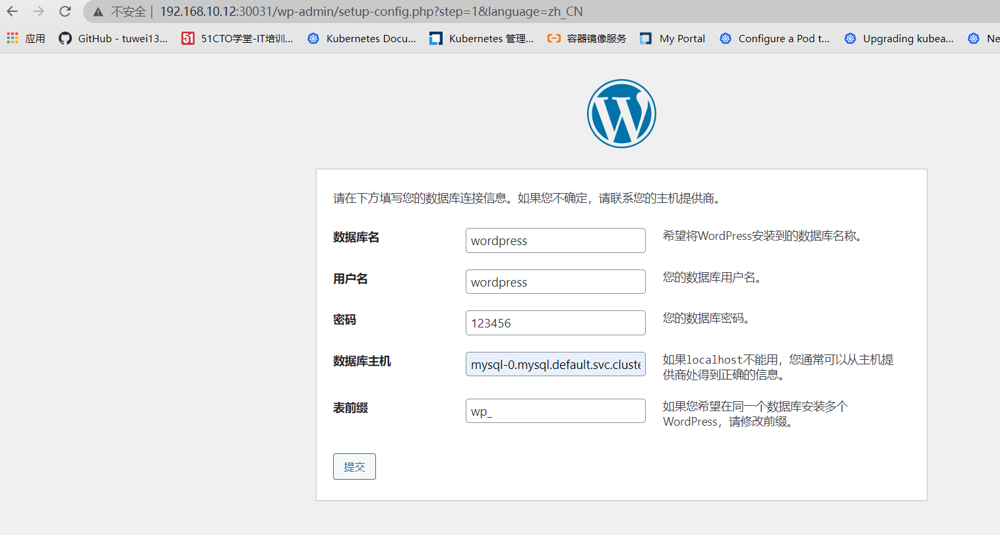 不安全 | 192.168.10.12:30031/wp-admin/setup-config.php?step=1&language=zh_CN
应用 GitHub - tuwei13... 51CTO学堂-IT培训... Kubernetes Docu... Kubernetes 管理... 容器镜像服务 My Portal Configure a Pod t... Upgrading kubea... Ne
请在下方填写您的数据库连接信息。如果您不确定，请联系您的主机提供商。
数据库名 wordpress 希望将WordPress安装到的数据库名称。
用户名 wordpress 您的数据库用户名。
密码 123456 您的数据库密码。
数据库主机 mysql-0.mysql.default.svc.cluste 如果localhost不能用，您通常可以从主机提
供商处得到正确的信息。
表前缀 wp_ 如果您希望在同一个数据库安装多个
WordPress，请修改前缀。
提交